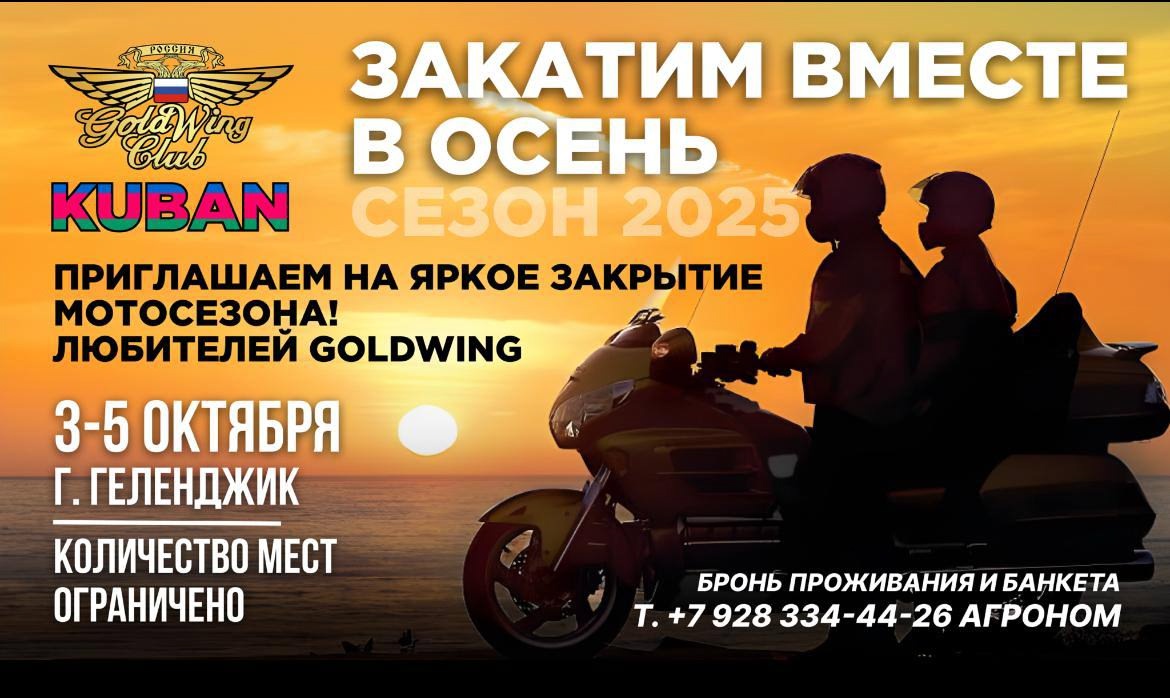 РОССИЯ
GoldWing
Club
KUBAN
ЗАКАТИМ ВМЕСТЕ
В ОСЕНЬ
СЕЗОН 2025
ПРИГЛАШАЕМ НА ЯРКОЕ ЗАКРЫТИЕ
МОТОСЕЗОНА!
ЛЮБИТЕЛЕЙ GOLDWING
3-5 ОКТЯБРЯ
Г. ГЕЛЕНДЖИК
КОЛИЧЕСТВО МЕСТ
ОГРАНИЧЕНО
БРОНЬ ПРОЖИВАНИЯ И БАНКЕТА
Т. +7 928 334-44-26 АГРОНОМ